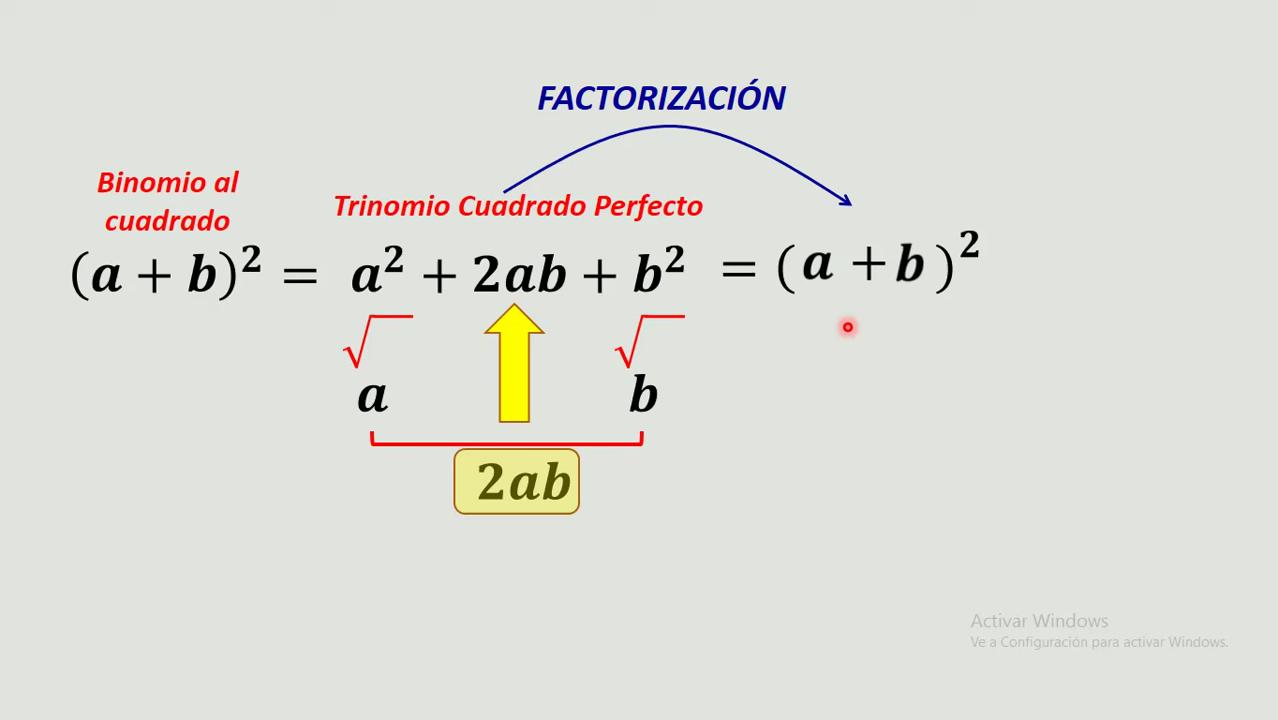 FACTORIZACIÓN
Binomio al
cuadrado
Trinomio Cuadrado Perfecto
(a + b)² = a² + 2ab + b² = (a + b)²
√ √
a b
2ab
Activar Windows
Ve a Configuración para activar Windows.